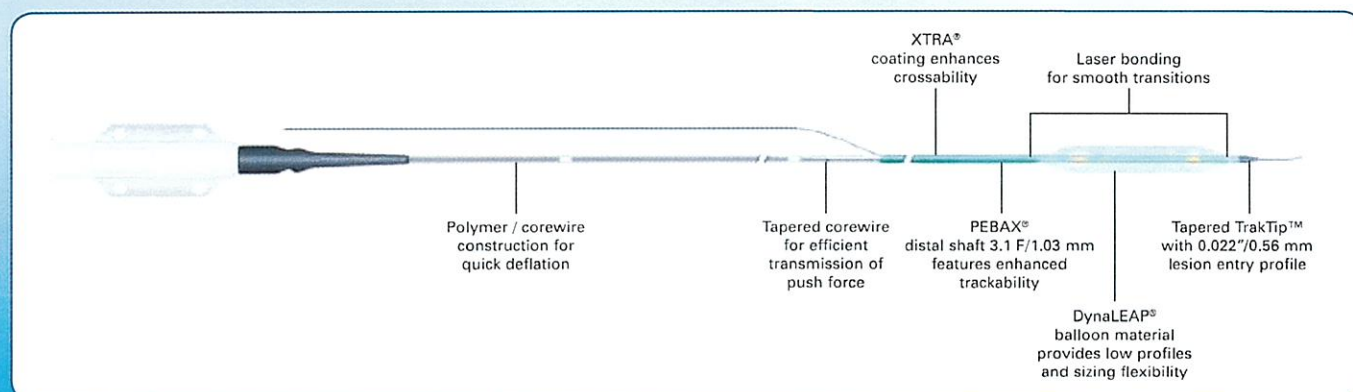 XTRA®
coating enhances
crossability
Laser bonding
for smooth transitions
Polymer / corewire
construction for
quick deflation
Tapered corewire
for efficient
transmission of
push force
PEBAX®
distal shaft 3.1 F/1.03 mm
features enhanced
trackability
Tapered TrakTip™
with 0.022″/0.56 mm
lesion entry profile
DynaLEAP®
balloon material
provides low profiles
and sizing flexibility